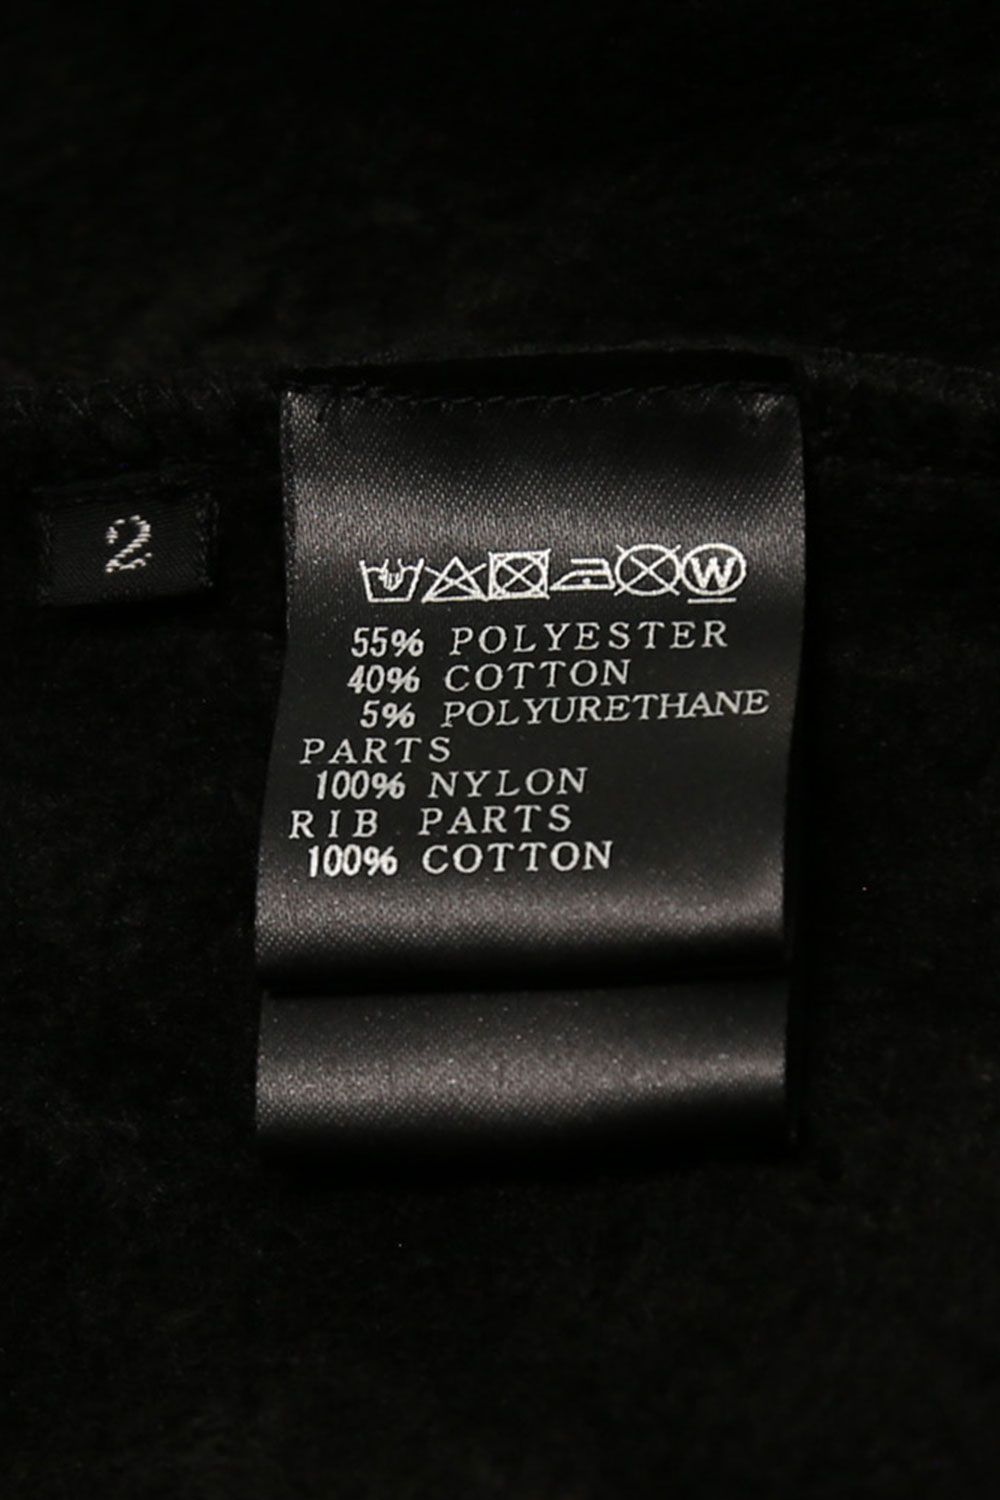 2
W
55% POLYESTER
40% COTTON
5% POLYURETHANE
PARTS
100% NYLON
RIB PARTS
100% COTTON